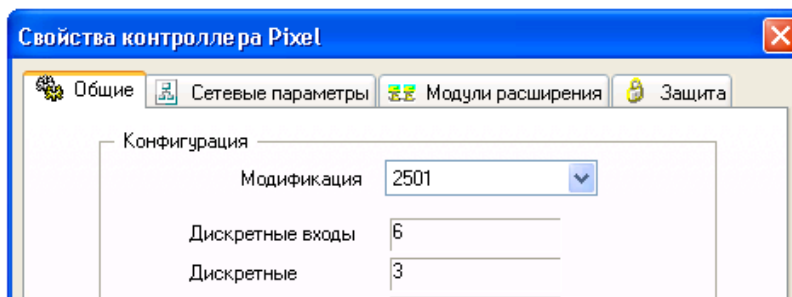 Свойства контроллера Pixel
Общие Сетевые параметры Модули расширения Защита
Конфигурация
Модификация 2501
Дискретные входы 6
Дискретные 3